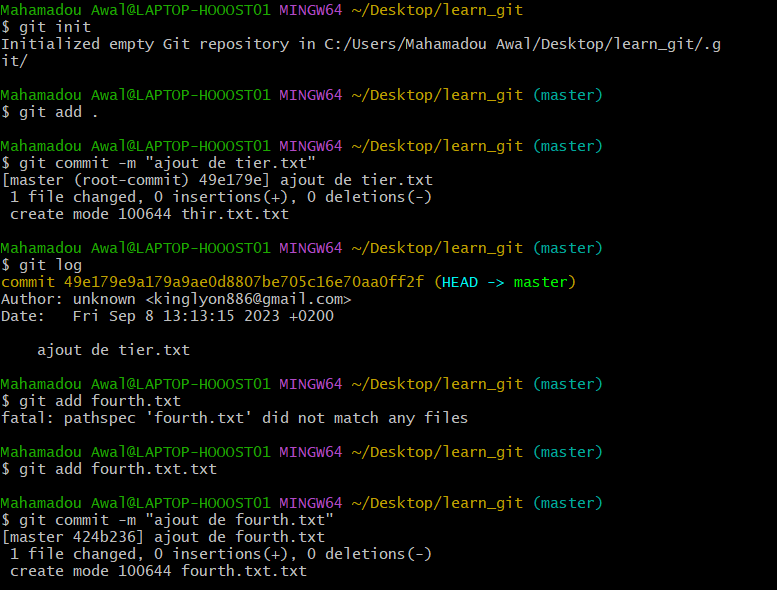 Mahamadou Awal@LAPTOP-HOOOST01 MINGW64 ~/Desktop/learn_git
$ git init
Initialized empty Git repository in C:/Users/Mahamadou Awal/Desktop/learn_git/.g
it/
Mahamadou Awal@LAPTOP-HOOOST01 MINGW64 ~/Desktop/learn_git (master)
$ git add .
Mahamadou Awal@LAPTOP-HOOOST01 MINGW64 ~/Desktop/learn_git (master)
$ git commit -m "ajout de tier.txt"
[master (root-commit) 49e179e] ajout de tier.txt
 1 file changed, 0 insertions(+), 0 deletions(-)
 create mode 100644 thir.txt.txt
Mahamadou Awal@LAPTOP-HOOOST01 MINGW64 ~/Desktop/learn_git (master)
$ git log
commit 49e179e9a179a9ae0d8807be705c16e70aa0ff2f (HEAD -> master)
Author: unknown <kinglyon886@gmail.com>
Date:   Fri Sep 8 13:13:15 2023 +0200
    ajout de tier.txt
Mahamadou Awal@LAPTOP-HOOOST01 MINGW64 ~/Desktop/learn_git (master)
$ git add fourth.txt
fatal: pathspec 'fourth.txt' did not match any files
Mahamadou Awal@LAPTOP-HOOOST01 MINGW64 ~/Desktop/learn_git (master)
$ git add fourth.txt.txt
Mahamadou Awal@LAPTOP-HOOOST01 MINGW64 ~/Desktop/learn_git (master)
$ git commit -m "ajout de fourth.txt"
[master 424b236] ajout de fourth.txt
 1 file changed, 0 insertions(+), 0 deletions(-)
 create mode 100644 fourth.txt.txt